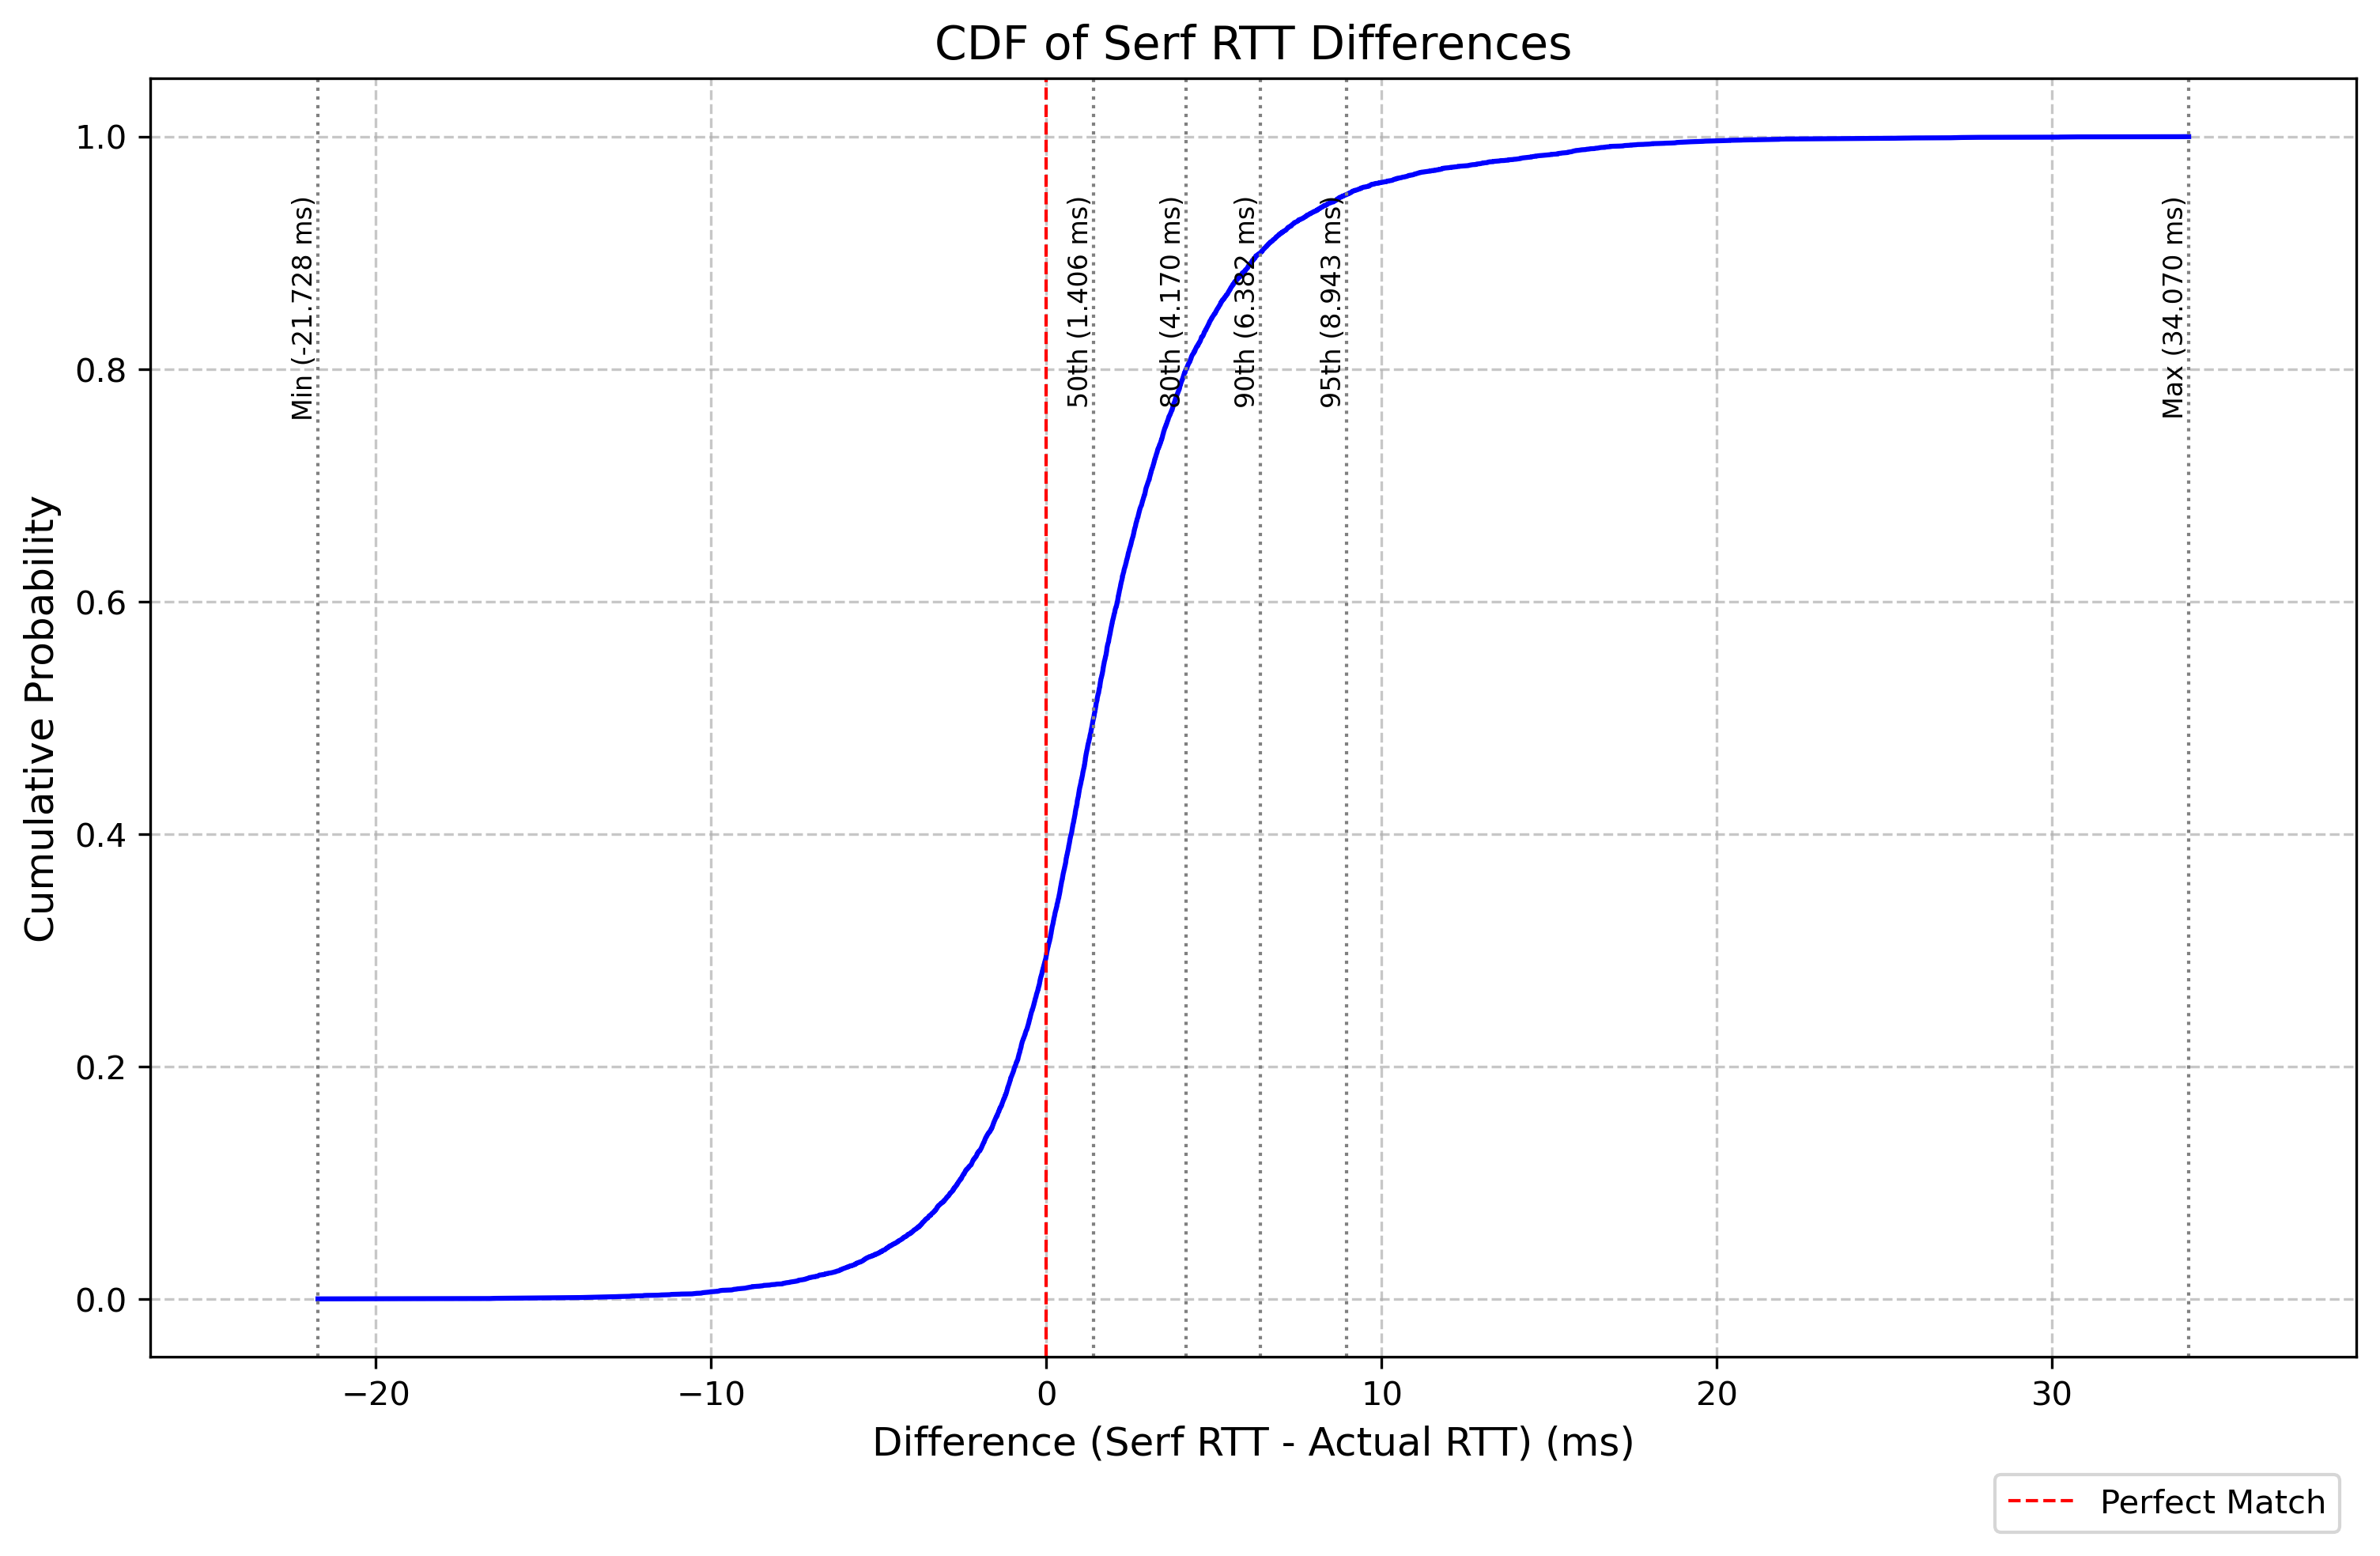 CDF of Serf RTT Differences
Cumulative Probability
1.0
0.8
0.6
0.4
0.2
0.0
Min (-21.728 ms)
50th (1.406 ms)
80th (4.170 ms)
90th (6.382 ms)
95th (8.943 ms)
Max (34.070 ms)
−20
−10
0
10
20
30
Difference (Serf RTT - Actual RTT) (ms)
Perfect Match